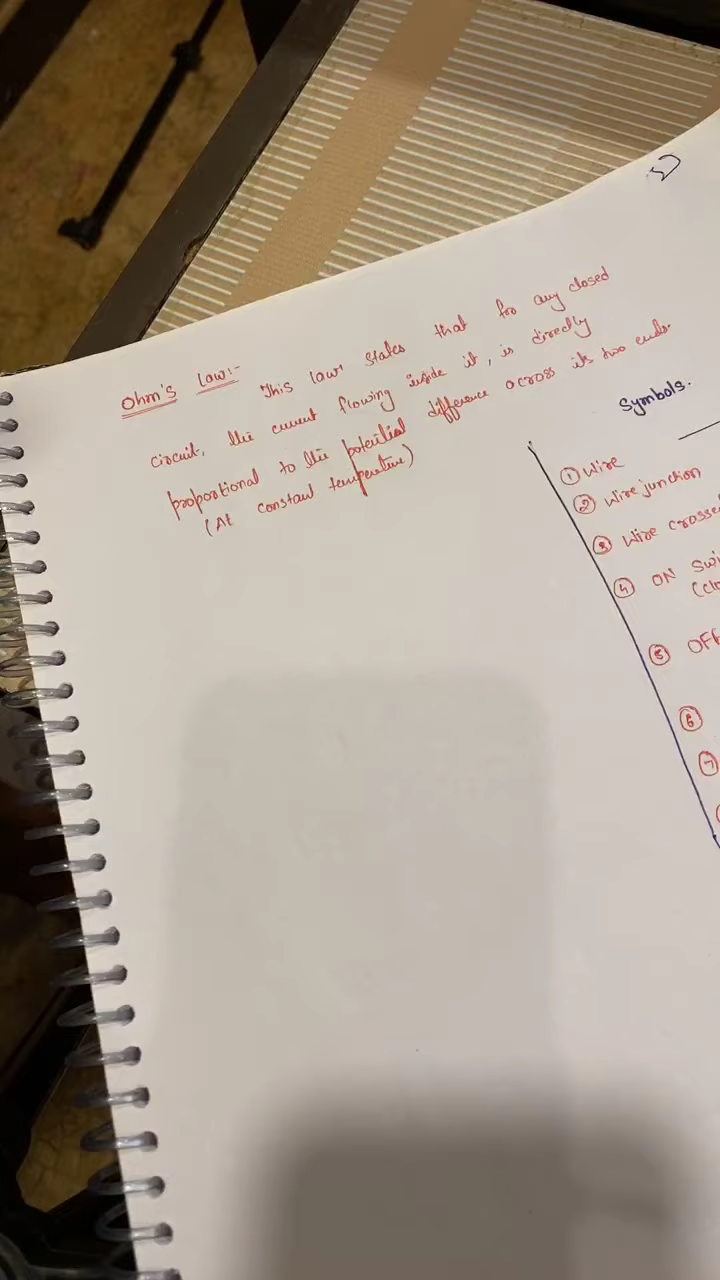 Ohm's Law:- This law states that for any closed
circuit, the current flowing inside it, is directly
proportional to the potential difference across its two ends.
(At constant temperature)
Symbols.
① Wire
② Wire junction
③ Wire crosse
④ ON Swi
(clo
⑤ OFF
⑥
⑦